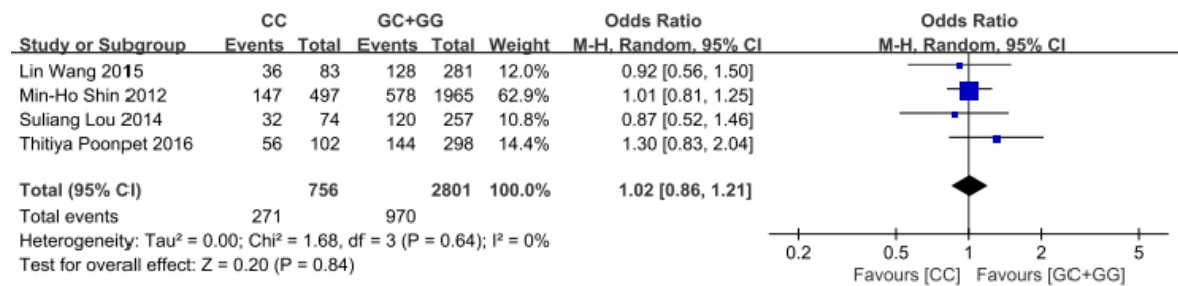 CC GC+GG Odds Ratio Odds Ratio
Study or Subgroup Events Total Events Total Weight M-H, Random, 95% CI M-H, Random, 95% CI
Lin Wang 2015 36 83 128 281 12.0% 0.92 [0.56, 1.50]
Min-Ho Shin 2012 147 497 578 1965 62.9% 1.01 [0.81, 1.25]
Suliang Lou 2014 32 74 120 257 10.8% 0.87 [0.52, 1.46]
Thitiya Poonpet 2016 56 102 144 298 14.4% 1.30 [0.83, 2.04]
Total (95% CI) 756 2801 100.0% 1.02 [0.86, 1.21]
Total events 271 970
Heterogeneity: Tau² = 0.00; Chi² = 1.68, df = 3 (P = 0.64); I² = 0%
Test for overall effect: Z = 0.20 (P = 0.84)
0.2 0.5 1 2 5
Favours [CC] Favours [GC+GG]